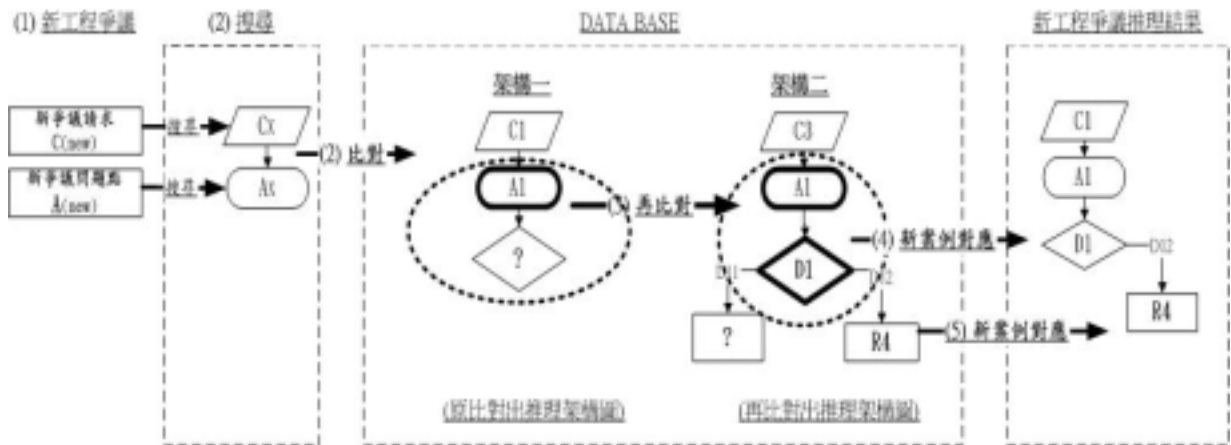 (1) 新工程爭議
(2) 搜尋
DATA BASE
新工程爭議推理結果
新爭議請求
C(new)
搜尋
Cx
新爭議問題點
A(new)
搜尋
Ax
(2) 比對
架構一
C1
A1
?
(3) 再比對
架構二
C3
A1
D1
D11
D12
?
R4
(4) 新案例對應
(5) 新案例對應
C1
A1
D1
D12
R4
(原比對出推理架構圖)
(再比對出推理架構圖)